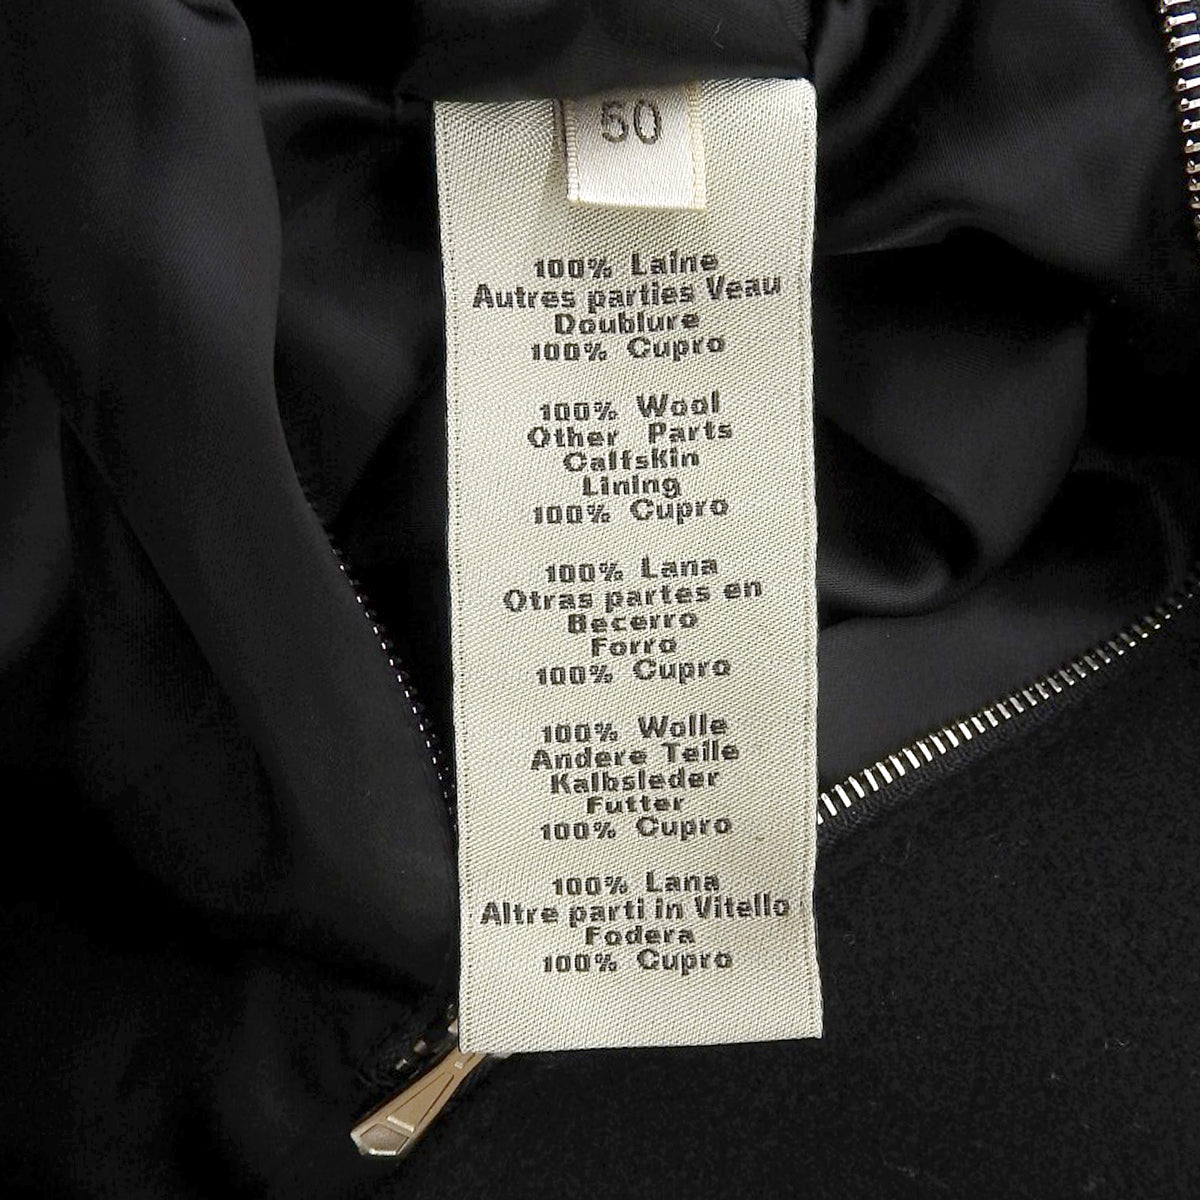 50
100% Laine
Autres parties Veau
Doublure
100% Cupro
100% Wool
Other Parts
Calfskin
Lining
100% Cupro
100% Lana
Otras partes en
Becerro
Forro
100% Cupro
100% Wolle
Andere Teile
Kalbsleder
Futter
100% Cupro
100% Lana
Altre parti in Vitello
Fodera
100% Cupro